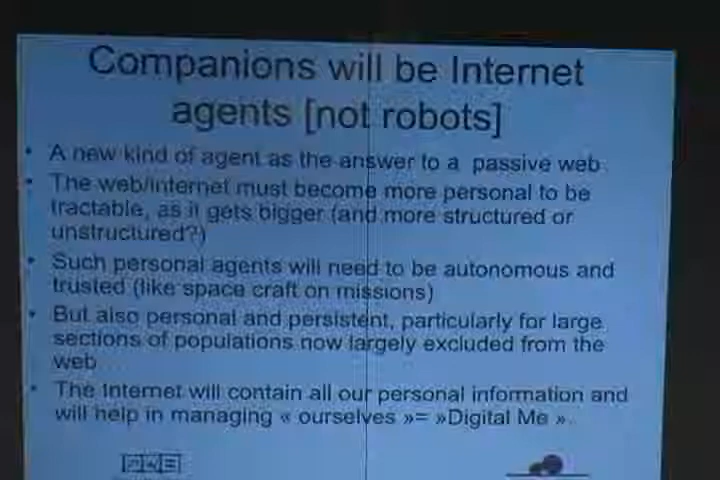 Companions will be Internet
agents [not robots]
• A new kind of agent as the answer to a passive web
• The web/internet must become more personal to be
tractable, as it gets bigger (and more structured or
unstructured?)
• Such personal agents will need to be autonomous and
trusted (like space craft on missions)
• But also personal and persistent, particularly for large
sections of populations now largely excluded from the
web
• The Internet will contain all our personal information and
will help in managing « ourselves »= »Digital Me ».